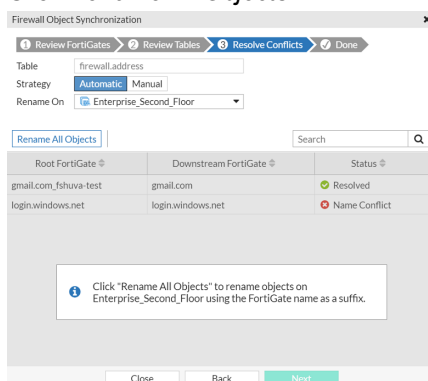 Firewall Object Synchronization
1 Review FortiGates 2 Review Tables 3 Resolve Conflicts Done
Table firewall.address
Strategy Automatic Manual
Rename On Enterprise_Second_Floor
Rename All Objects Search
Root FortiGate Downstream FortiGate Status
gmail.com_fshuva-test gmail.com Resolved
login.windows.net login.windows.net Name Conflict
Click "Rename All Objects" to rename objects on
Enterprise_Second_Floor using the FortiGate name as a suffix.
Close Back Next